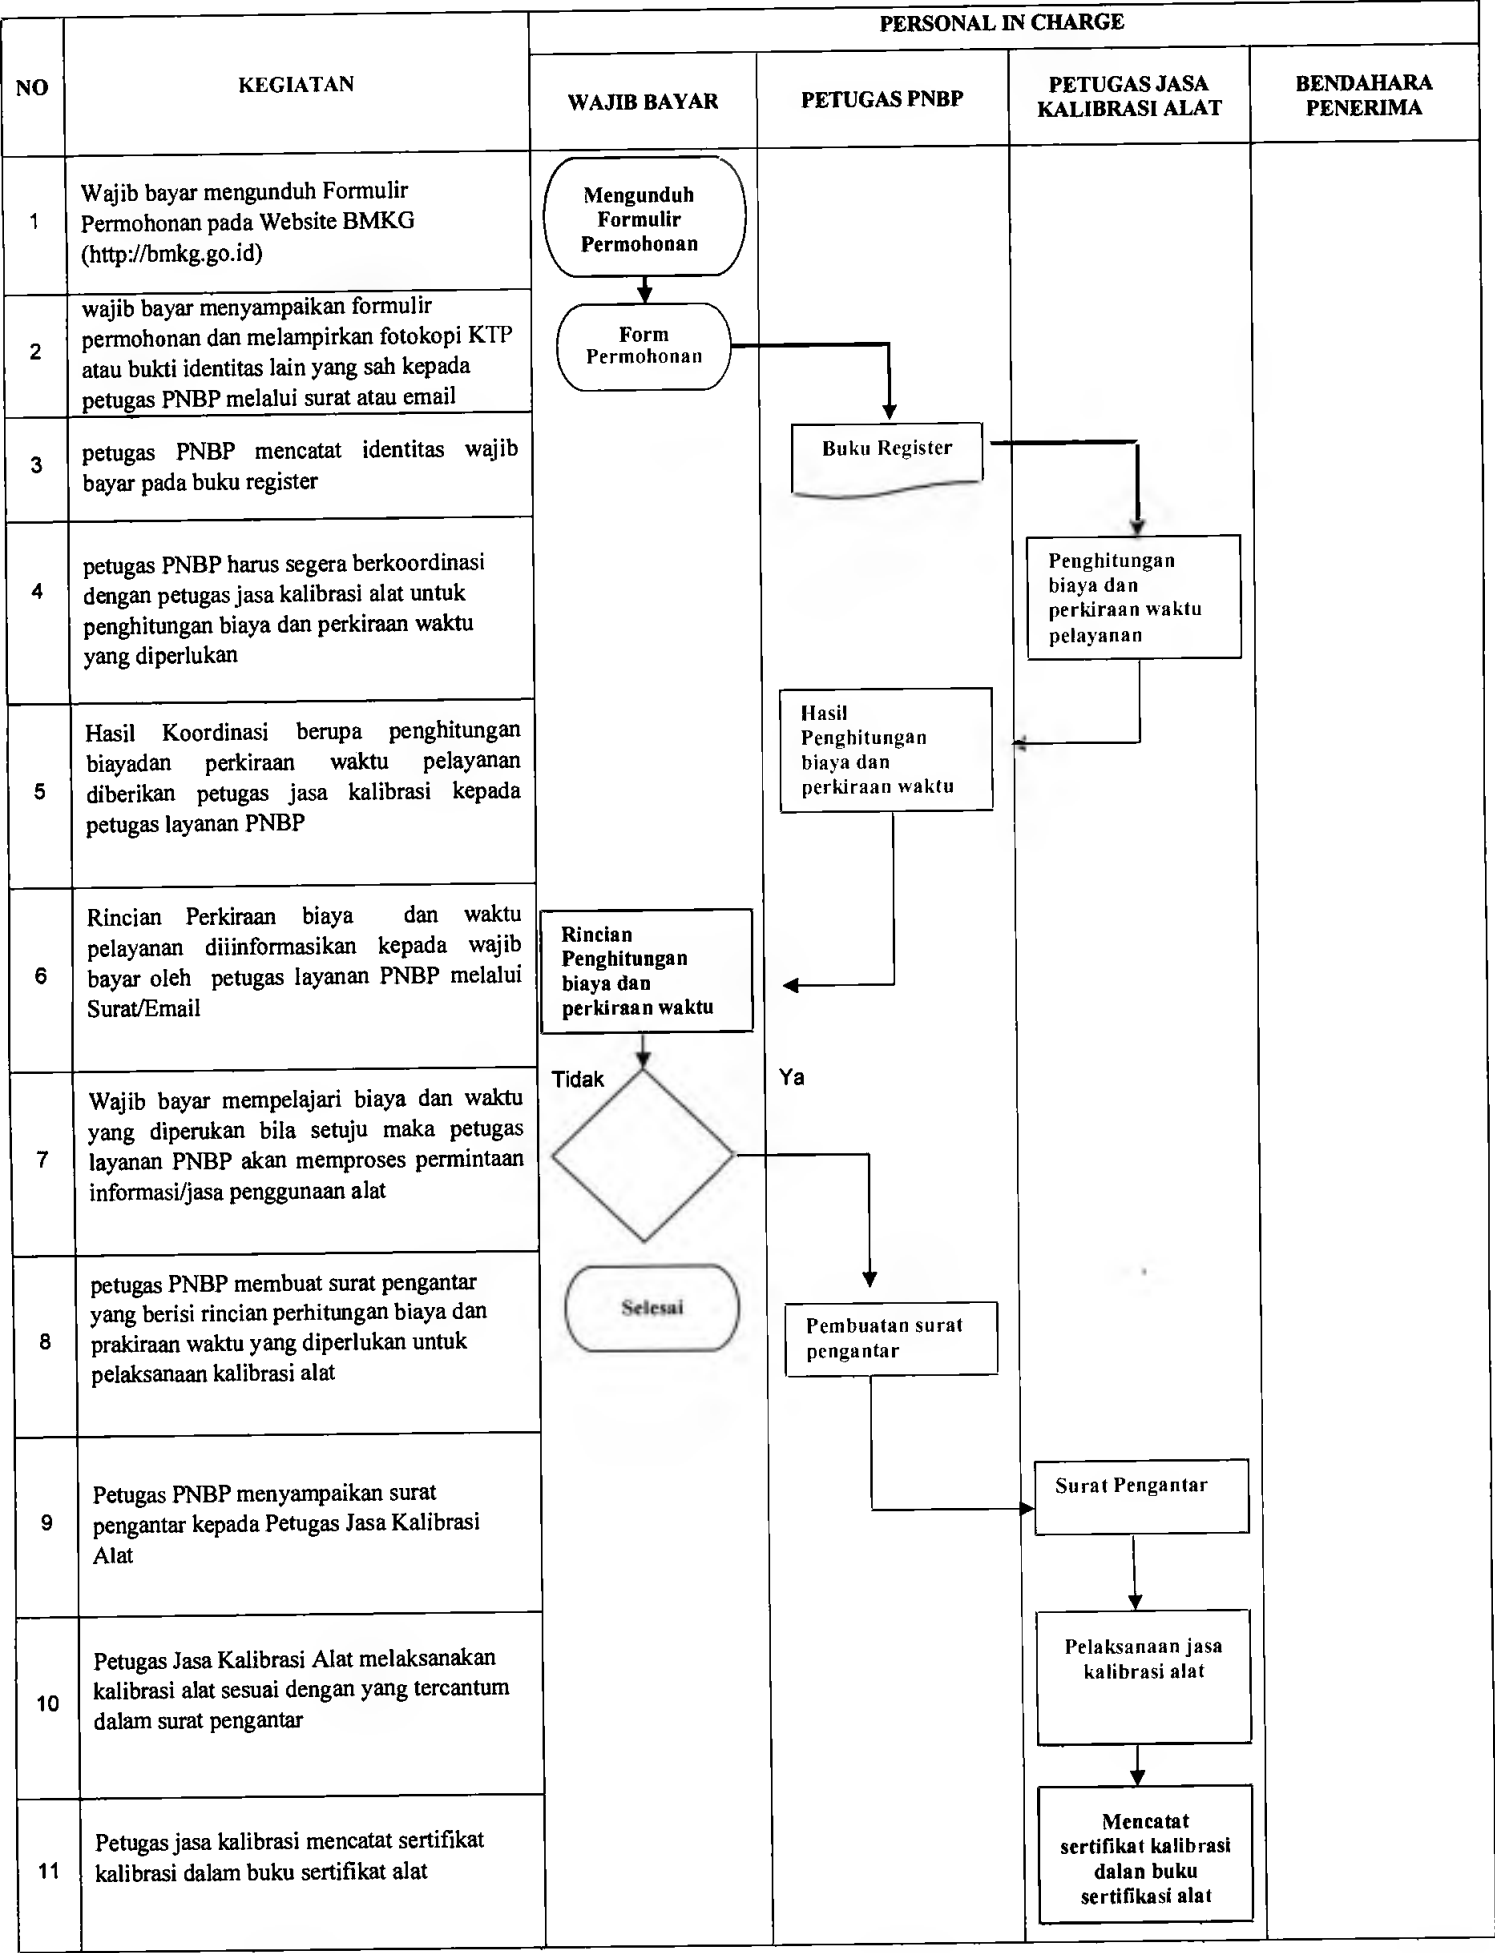 PERSONAL IN CHARGE
NO
KEGIATAN
WAJIB BAYAR
PETUGAS PNBP
PETUGAS JASA
KALIBRASI ALAT
BENDAHARA
PENERIMA
1
Wajib bayar mengunduh Formulir
Permohonan pada Website BMKG
(http://bmkg.go.id)
Mengunduh
Formulir
Permohonan
2
wajib bayar menyampaikan formulir
permohonan dan melampirkan fotokopi KTP
atau bukti identitas lain yang sah kepada
petugas PNBP melalui surat atau email
Form
Permohonan
3
petugas PNBP mencatat identitas wajib
bayar pada buku register
Buku Register
4
petugas PNBP harus segera berkoordinasi
dengan petugas jasa kalibrasi alat untuk
penghitungan biaya dan perkiraan waktu
yang diperlukan
Penghitungan
biaya dan
perkiraan waktu
pelayanan
5
Hasil Koordinasi berupa penghitungan
biayadan perkiraan waktu pelayanan
diberikan petugas jasa kalibrasi kepada
petugas layanan PNBP
Hasil
Penghitungan
biaya dan
perkiraan waktu
6
Rincian Perkiraan biaya dan waktu
pelayanan diiinformasikan kepada wajib
bayar oleh petugas layanan PNBP melalui
Surat/Email
Rincian
Penghitungan
biaya dan
perkiraan waktu
7
Wajib bayar mempelajari biaya dan waktu
yang diperukan bila setuju maka petugas
layanan PNBP akan memproses permintaan
informasi/jasa penggunaan alat
Tidak
Ya
8
petugas PNBP membuat surat pengantar
yang berisi rincian perhitungan biaya dan
prakiraan waktu yang diperlukan untuk
pelaksanaan kalibrasi alat
Selesai
Pembuatan surat
pengantar
9
Petugas PNBP menyampaikan surat
pengantar kepada Petugas Jasa Kalibrasi
Alat
Surat Pengantar
10
Petugas Jasa Kalibrasi Alat melaksanakan
kalibrasi alat sesuai dengan yang tercantum
dalam surat pengantar
Pelaksanaan jasa
kalibrasi alat
11
Petugas jasa kalibrasi mencatat sertifikat
kalibrasi dalam buku sertifikat alat
Mencatat
sertifikat kalibrasi
dalan buku
sertifikasi alat